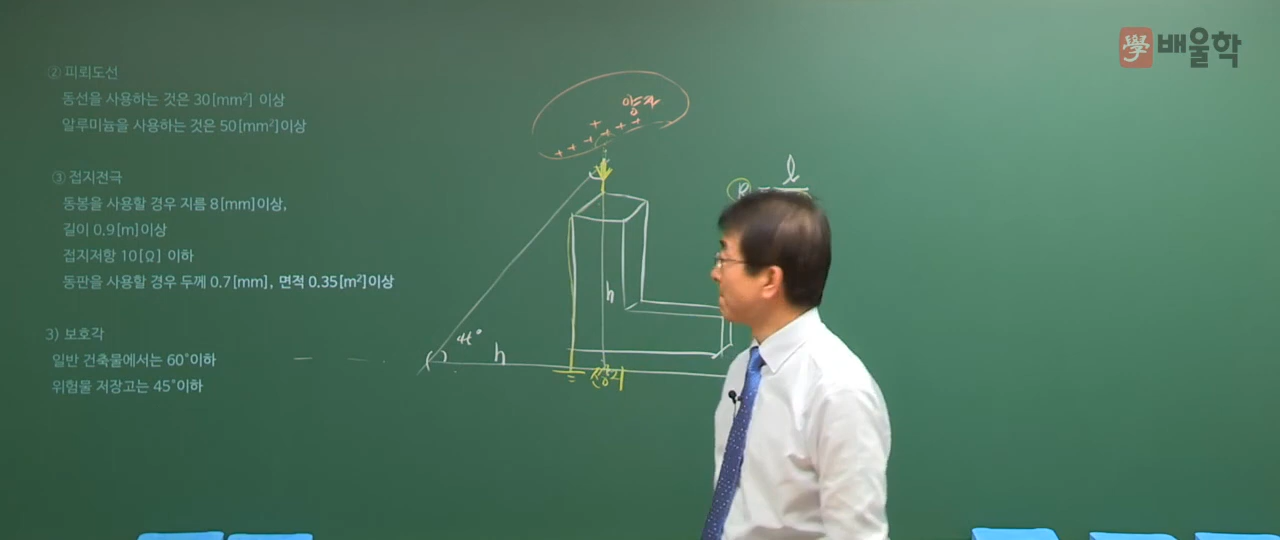 學 배울학
② 피뢰도선
동선을 사용하는 것은 30[mm²] 이상
알루미늄을 사용하는 것은 50[mm²]이상
③ 접지전극
동봉을 사용할 경우 지름 8[mm]이상,
길이 0.9[m]이상
접지저항 10[Ω] 이하
동판을 사용할 경우 두께 0.7[mm], 면적 0.35[m²]이상
3) 보호각
일반 건축물에서는 60°이하
위험물 저장고는 45°이하
+ + + + + + +
R
l
h
h